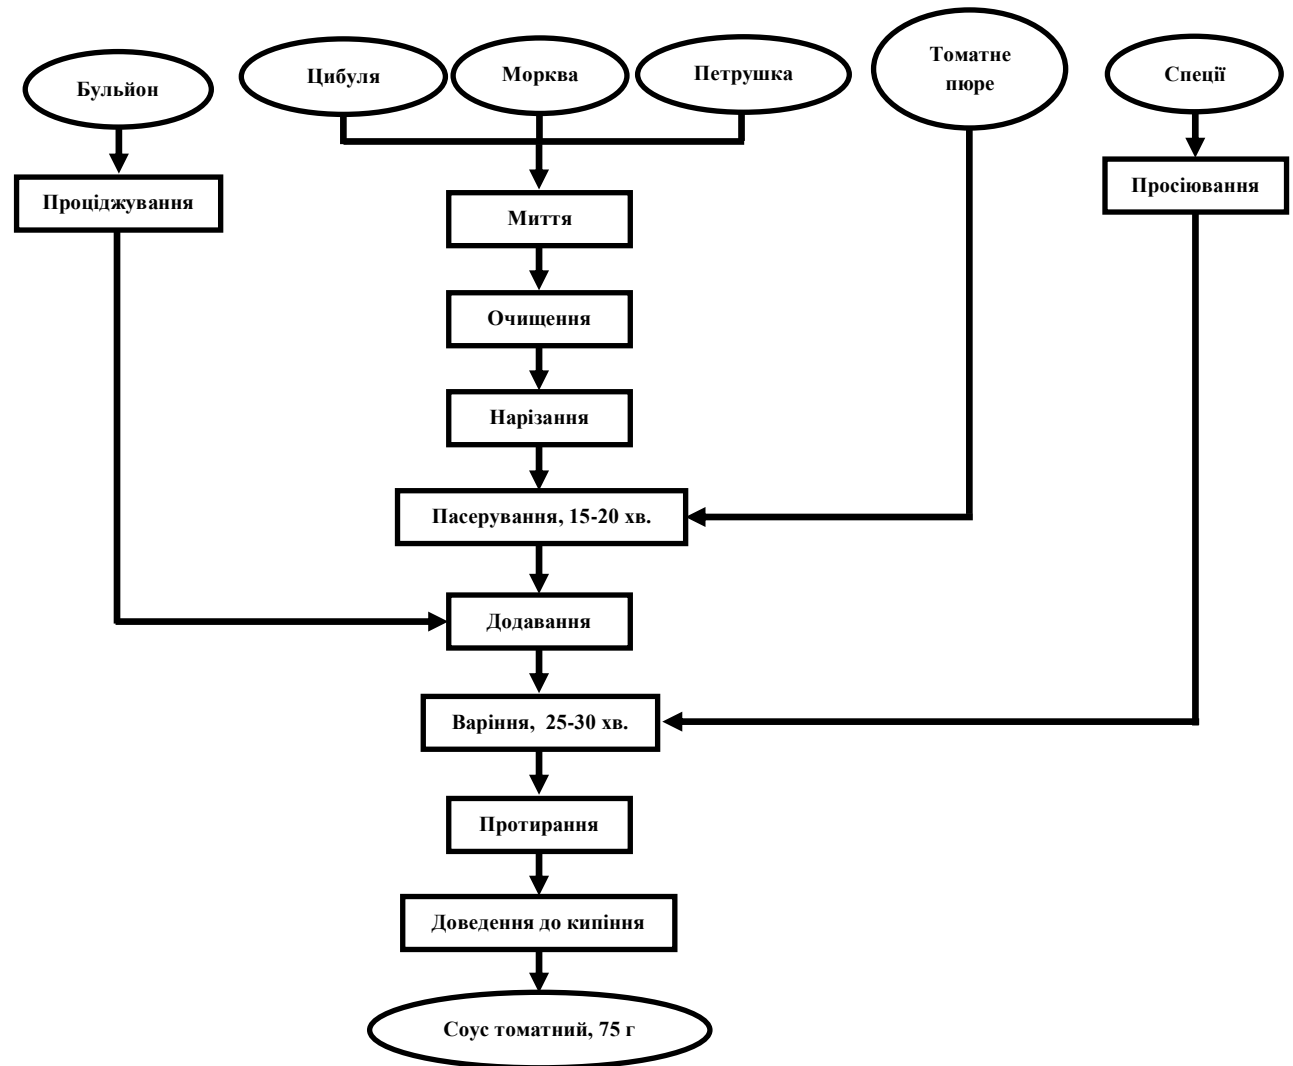 Бульйон
Цибуля
Морква
Петрушка
Томатне
пюре
Спеції
Проціджування
Просіювання
Миття
Очищення
Нарізання
Пасерування, 15-20 хв.
Додавання
Варіння,  25-30 хв.
Протирання
Доведення до кипіння
Соус томатний, 75 г